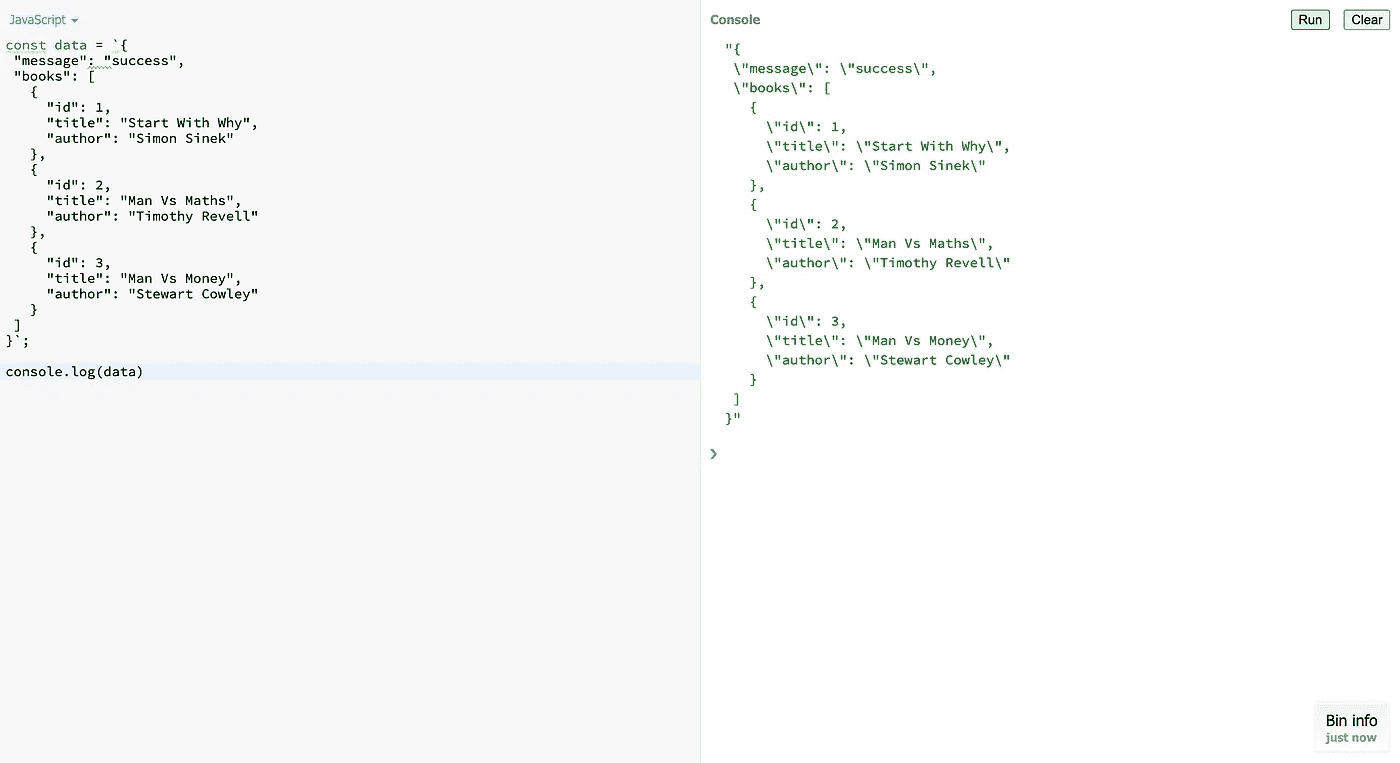 JavaScript
const data = `{
 "message": "success",
 "books": [
   {
     "id": 1,
     "title": "Start With Why",
     "author": "Simon Sinek"
   },
   {
     "id": 2,
     "title": "Man Vs Maths",
     "author": "Timothy Revell"
   },
   {
     "id": 3,
     "title": "Man Vs Money",
     "author": "Stewart Cowley"
   }
 ]
}`;

console.log(data)
Console
Run
Clear
"{
 \"message\": \"success\",
 \"books\": [
   {
     \"id\": 1,
     \"title\": \"Start With Why\",
     \"author\": \"Simon Sinek\"
   },
   {
     \"id\": 2,
     \"title\": \"Man Vs Maths\",
     \"author\": \"Timothy Revell\"
   },
   {
     \"id\": 3,
     \"title\": \"Man Vs Money\",
     \"author\": \"Stewart Cowley\"
   }
 ]
}"
Bin info
just now